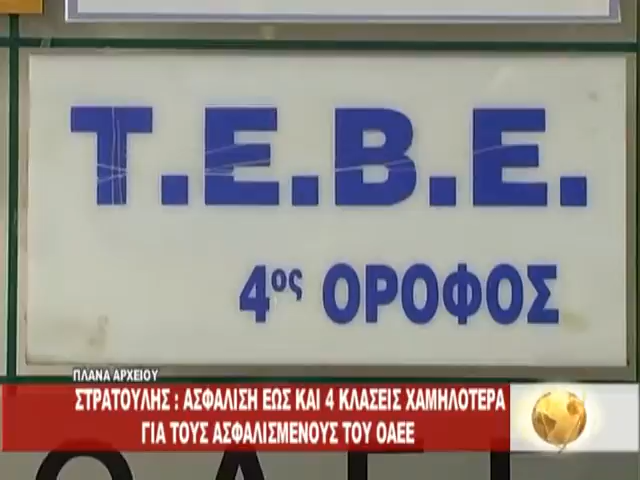 Τ.Ε.Β.Ε.
4ος ΟΡΟΦΟΣ
ΠΛΑΝΑ ΑΡΧΕΙΟΥ
ΣΤΡΑΤΟΥΛΗΣ : ΑΣΦΑΛΙΣΗ ΕΩΣ ΚΑΙ 4 ΚΛΑΣΕΙΣ ΧΑΜΗΛΟΤΕΡΑ
ΓΙΑ ΤΟΥΣ ΑΣΦΑΛΙΣΜΕΝΟΥΣ ΤΟΥ ΟΑΕΕ